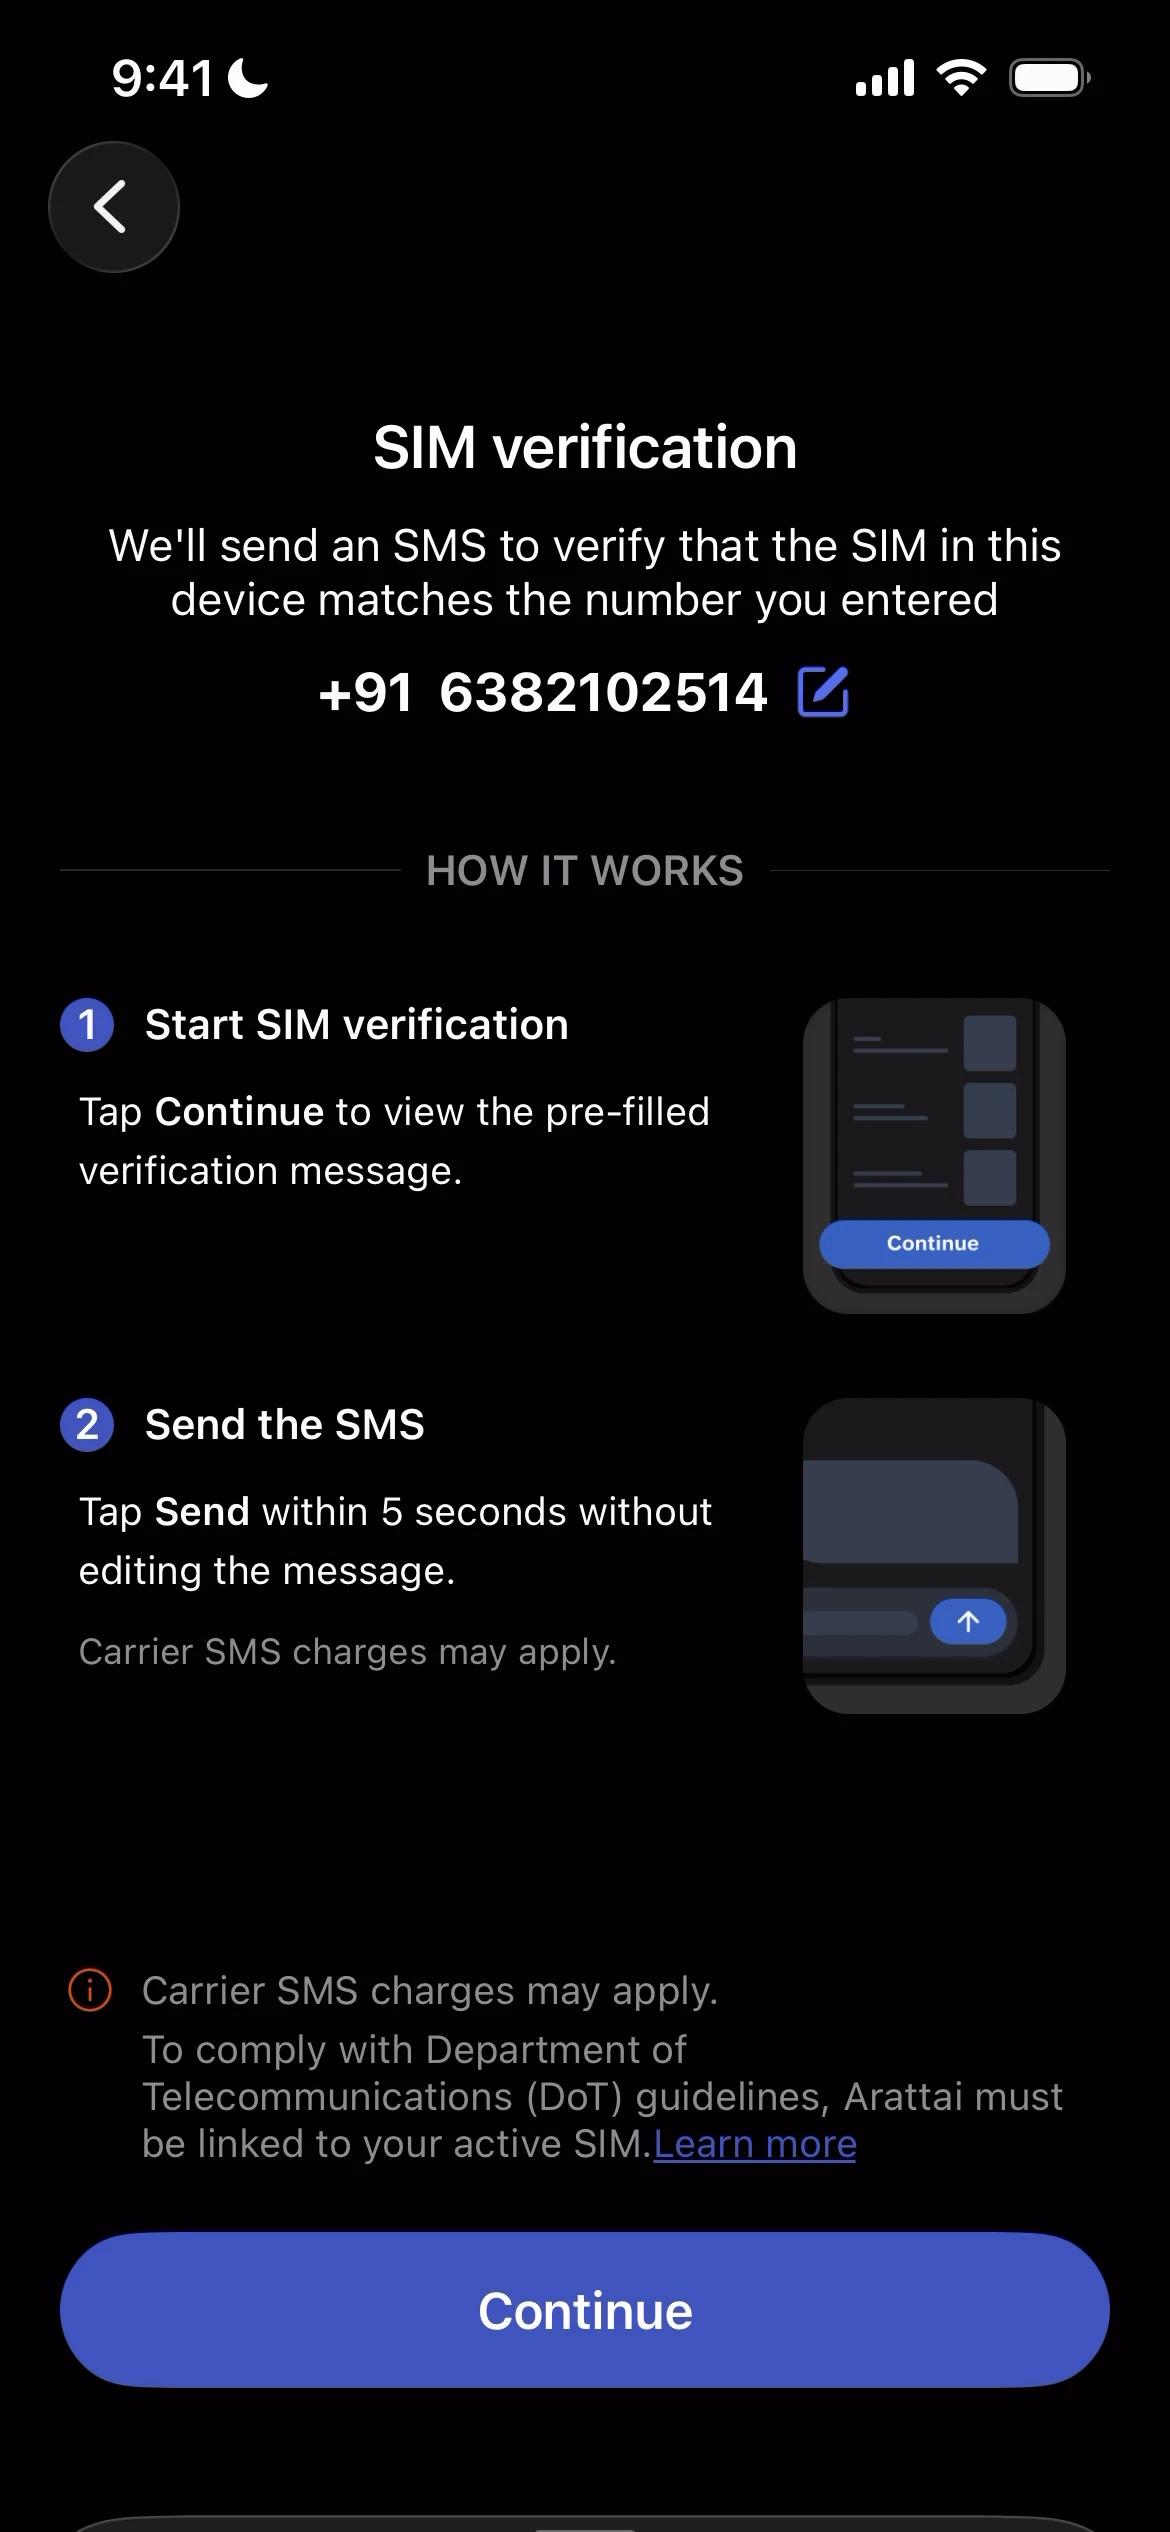 9:41
SIM verification
We'll send an SMS to verify that the SIM in this
device matches the number you entered
+91 6382102514
HOW IT WORKS
1 Start SIM verification
Tap Continue to view the pre-filled
verification message.
Continue
2 Send the SMS
Tap Send within 5 seconds without
editing the message.
Carrier SMS charges may apply.
Carrier SMS charges may apply.
To comply with Department of
Telecommunications (DoT) guidelines, Arattai must
be linked to your active SIM.Learn more
Continue